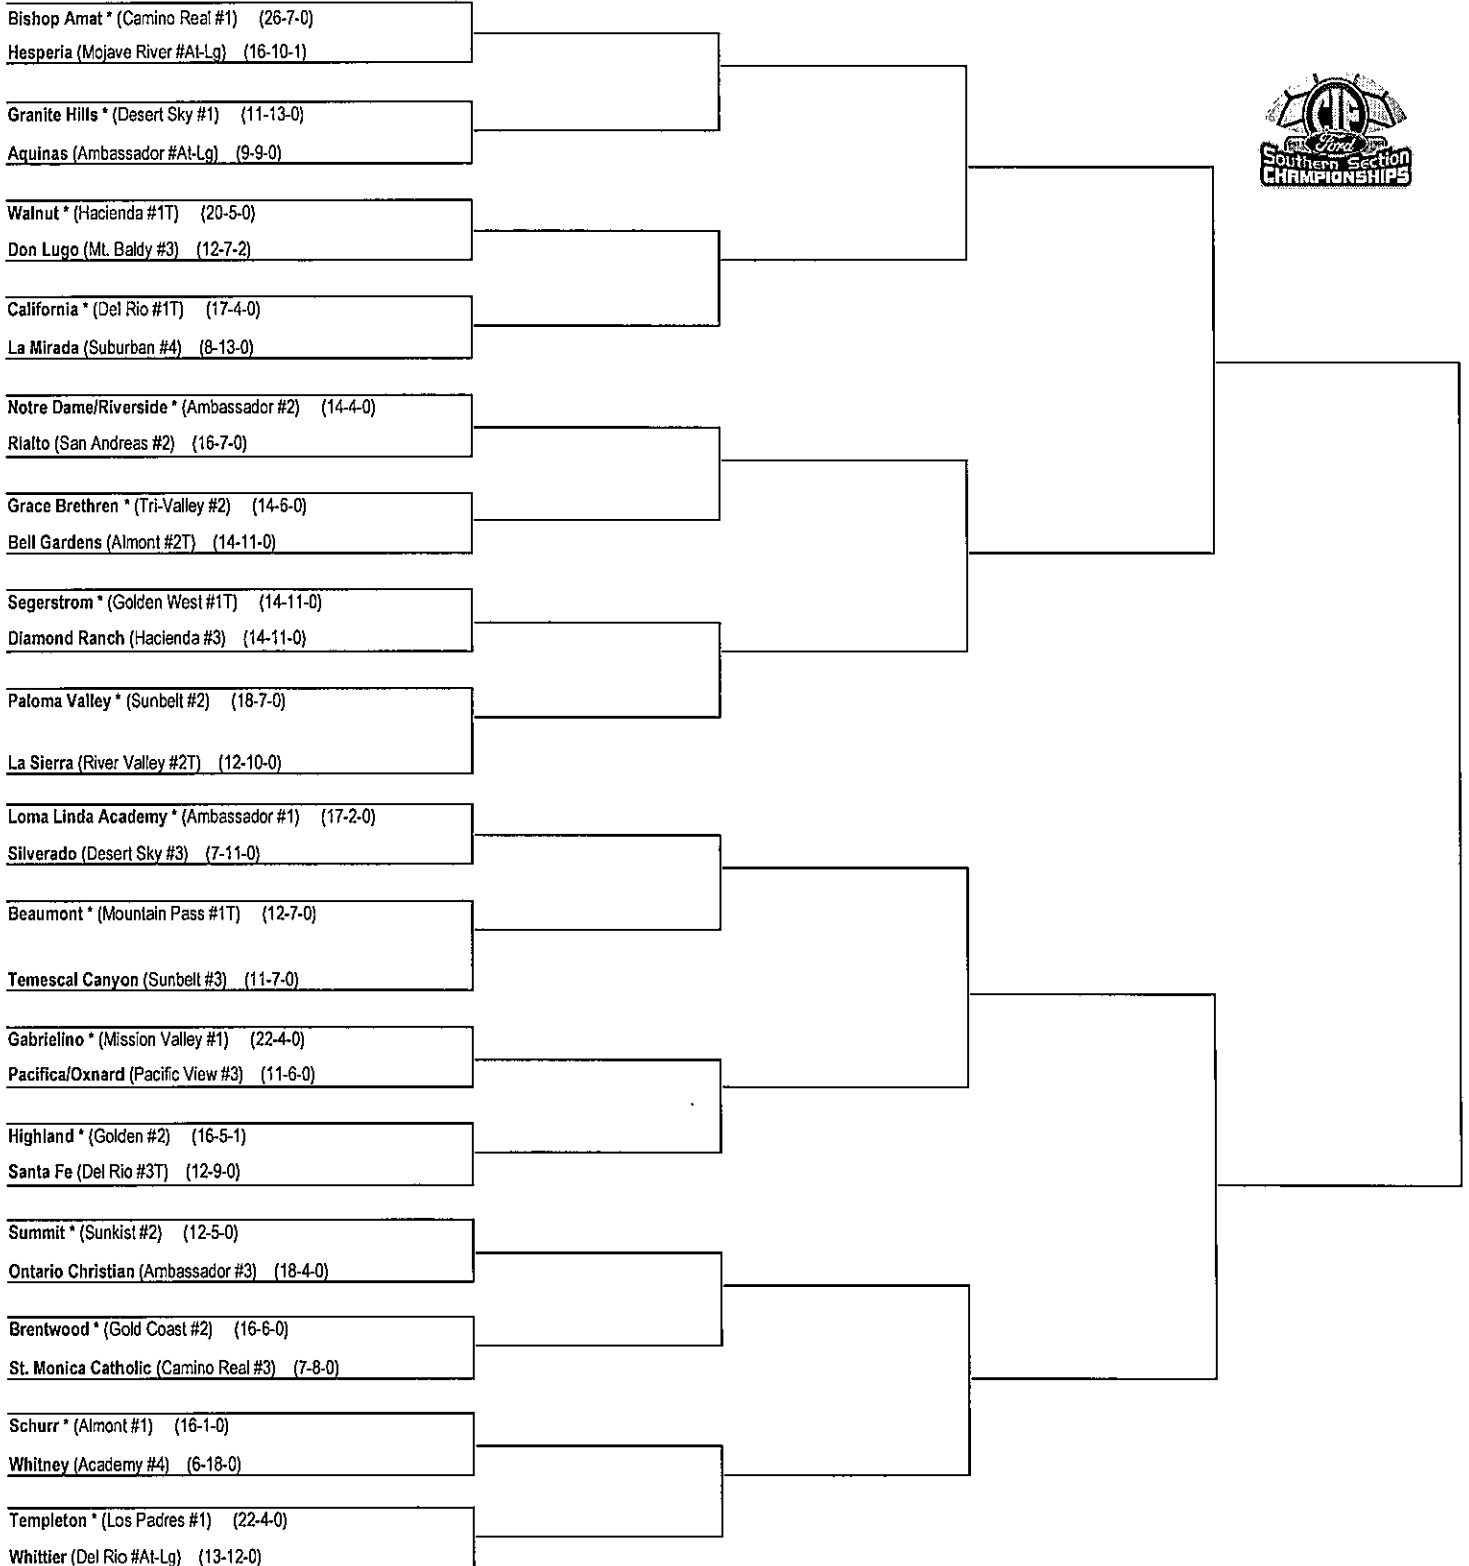 Bishop Amat * (Camino Real #1) (26-7-0)
Hesperia (Mojave River #At-Lg) (16-10-1)
Granite Hills * (Desert Sky #1) (11-13-0)
Aquinas (Ambassador #At-Lg) (9-9-0)
Walnut * (Hacienda #1T) (20-5-0)
Don Lugo (Mt. Baldy #3) (12-7-2)
California * (Del Rio #1T) (17-4-0)
La Mirada (Suburban #4) (8-13-0)
Notre Dame/Riverside * (Ambassador #2) (14-4-0)
Rialto (San Andreas #2) (16-7-0)
Grace Brethren * (Tri-Valley #2) (14-6-0)
Bell Gardens (Almont #2T) (14-11-0)
Segerstrom * (Golden West #1T) (14-11-0)
Diamond Ranch (Hacienda #3) (14-11-0)
Paloma Valley * (Sunbelt #2) (18-7-0)
La Sierra (River Valley #2T) (12-10-0)
Loma Linda Academy * (Ambassador #1) (17-2-0)
Silverado (Desert Sky #3) (7-11-0)
Beaumont * (Mountain Pass #1T) (12-7-0)
Temescal Canyon (Sunbelt #3) (11-7-0)
Gabrielino * (Mission Valley #1) (22-4-0)
Pacifica/Oxnard (Pacific View #3) (11-6-0)
Highland * (Golden #2) (16-5-1)
Santa Fe (Del Rio #3T) (12-9-0)
Summit * (Sunkist #2) (12-5-0)
Ontario Christian (Ambassador #3) (18-4-0)
Brentwood * (Gold Coast #2) (16-6-0)
St. Monica Catholic (Camino Real #3) (7-8-0)
Schurr * (Almont #1) (16-1-0)
Whitney (Academy #4) (6-18-0)
Templeton * (Los Padres #1) (22-4-0)
Whittier (Del Rio #At-Lg) (13-12-0)
CIF
Ford
Southern Section
CHAMPIONSHIPS